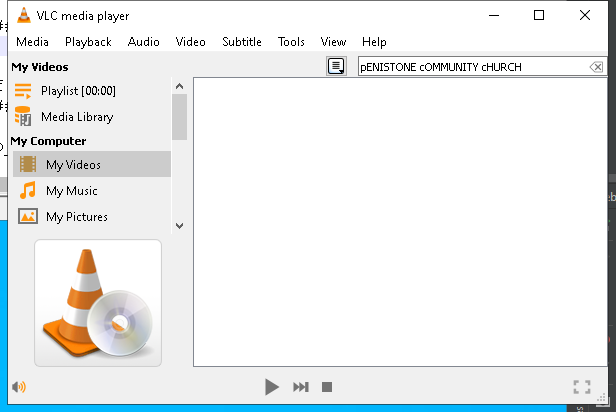 VLC media player
Media Playback Audio Video Subtitle Tools View Help
My Videos
pENISTONE cOMMUNITY cHURCH
Playlist [00:00]
Media Library
My Computer
My Videos
My Music
My Pictures